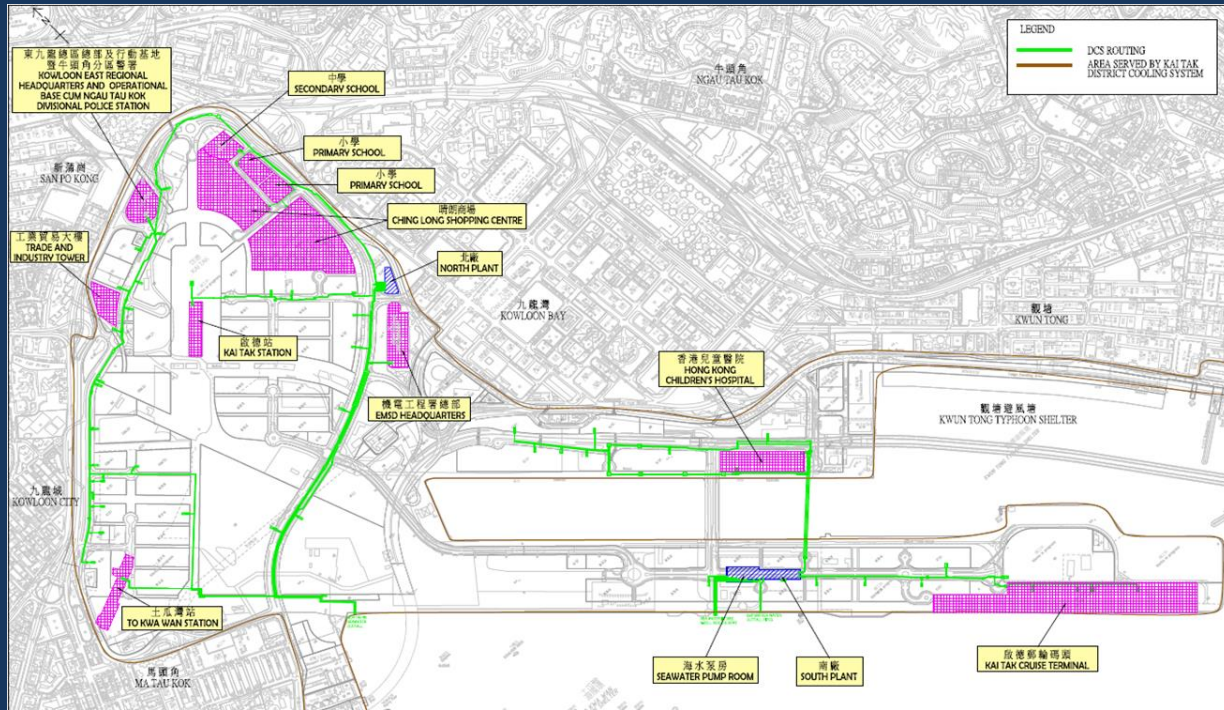 LEGEND
DCS ROUTING
AREA SERVED BY KAI TAK
DISTRICT COOLING SYSTEM
東九龍總區總部及行動基地
暨牛頭角分區警署
KOWLOON EAST REGIONAL
HEADQUARTERS AND OPERATIONAL
BASE CUM NGAU TAU KOK
DIVISIONAL POLICE STATION
中學
SECONDARY SCHOOL
牛頭角
NGAU TAU KOK
小學
PRIMARY SCHOOL
小學
PRIMARY SCHOOL
新蒲崗
SAN PO KONG
晴朗商場
CHING LONG SHOPPING CENTRE
工業貿易大樓
TRADE AND
INDUSTRY TOWER
北廠
NORTH PLANT
九龍灣
KOWLOON BAY
觀塘
KWUN TONG
啟德站
KAI TAK STATION
香港兒童醫院
HONG KONG
CHILDREN'S HOSPITAL
機電工程署總部
EMSD HEADQUARTERS
觀塘避風塘
KWUN TONG TYPHOON SHELTER
九龍城
KOWLOON CITY
土瓜灣站
TO KWA WAN STATION
海水泵房
SEAWATER PUMP ROOM
南廠
SOUTH PLANT
啟德郵輪碼頭
KAI TAK CRUISE TERMINAL
馬頭角
MA TAU KOK